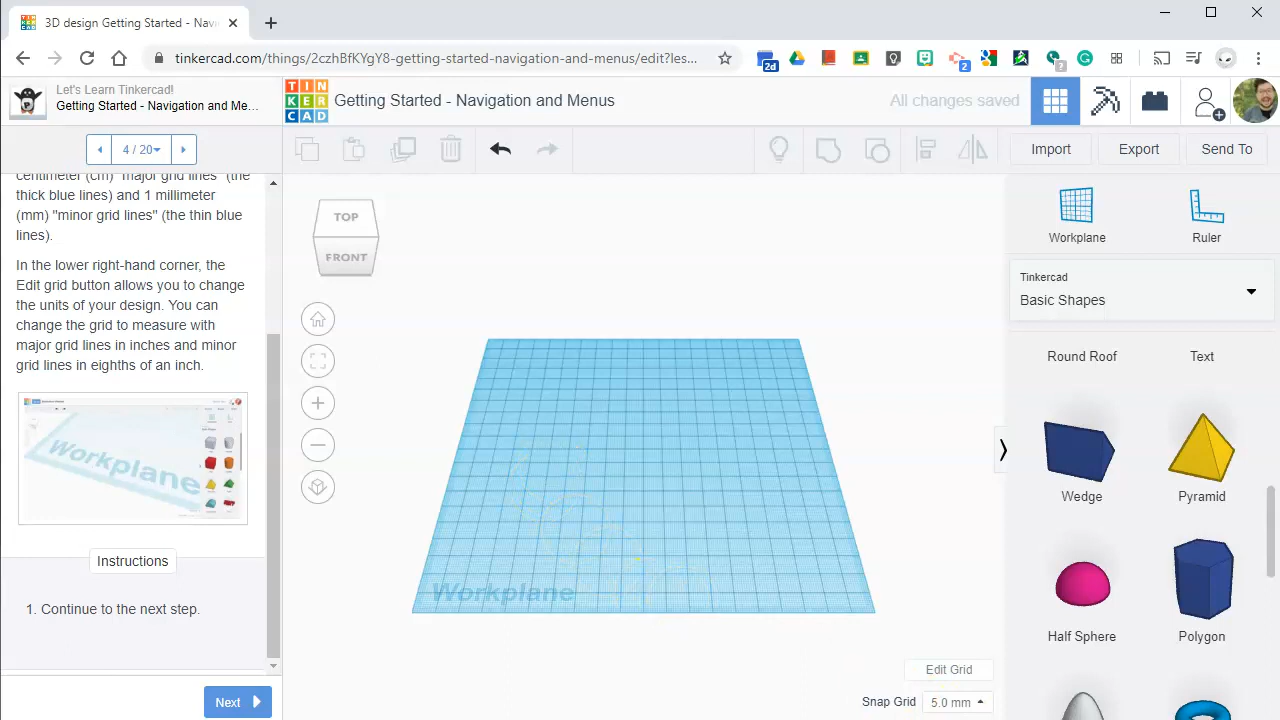 3D design Getting Started - Navi
tinkercad.com/things/2czhBfKYgY8-getting-started-navigation-and-menus/edit?les...
2d
2
?
Let's Learn Tinkercad!
Getting Started - Navigation and Me...
TIN
KER
CAD
Getting Started - Navigation and Menus
All changes saved
4 / 20
Import
Export
Send To
centimeter (cm) "major grid lines" (the
thick blue lines) and 1 millimeter
(mm) "minor grid lines" (the thin blue
lines).
In the lower right-hand corner, the
Edit grid button allows you to change
the units of your design. You can
change the grid to measure with
major grid lines in inches and minor
grid lines in eighths of an inch.
Workplane
Instructions
1. Continue to the next step.
Next
TOP
FRONT
Workplane
Edit Grid
Snap Grid
5.0 mm
Workplane
Ruler
Tinkercad
Basic Shapes
Round Roof
Text
Wedge
Pyramid
Half Sphere
Polygon